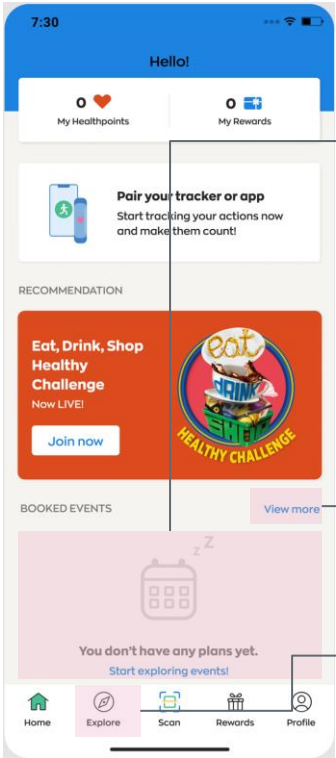 7:30
Hello!
0
My Healthpoints
0
My Rewards
Pair your tracker or app
Start tracking your actions now
and make them count!
RECOMMENDATION
Eat, Drink, Shop
Healthy
Challenge
Now LIVE!
Join now
eat
DRINK
SHOP
HEALTHY CHALLENGE
BOOKED EVENTS
View more
z Z
You don't have any plans yet.
Start exploring events!
Home
Explore
Scan
Rewards
Profile